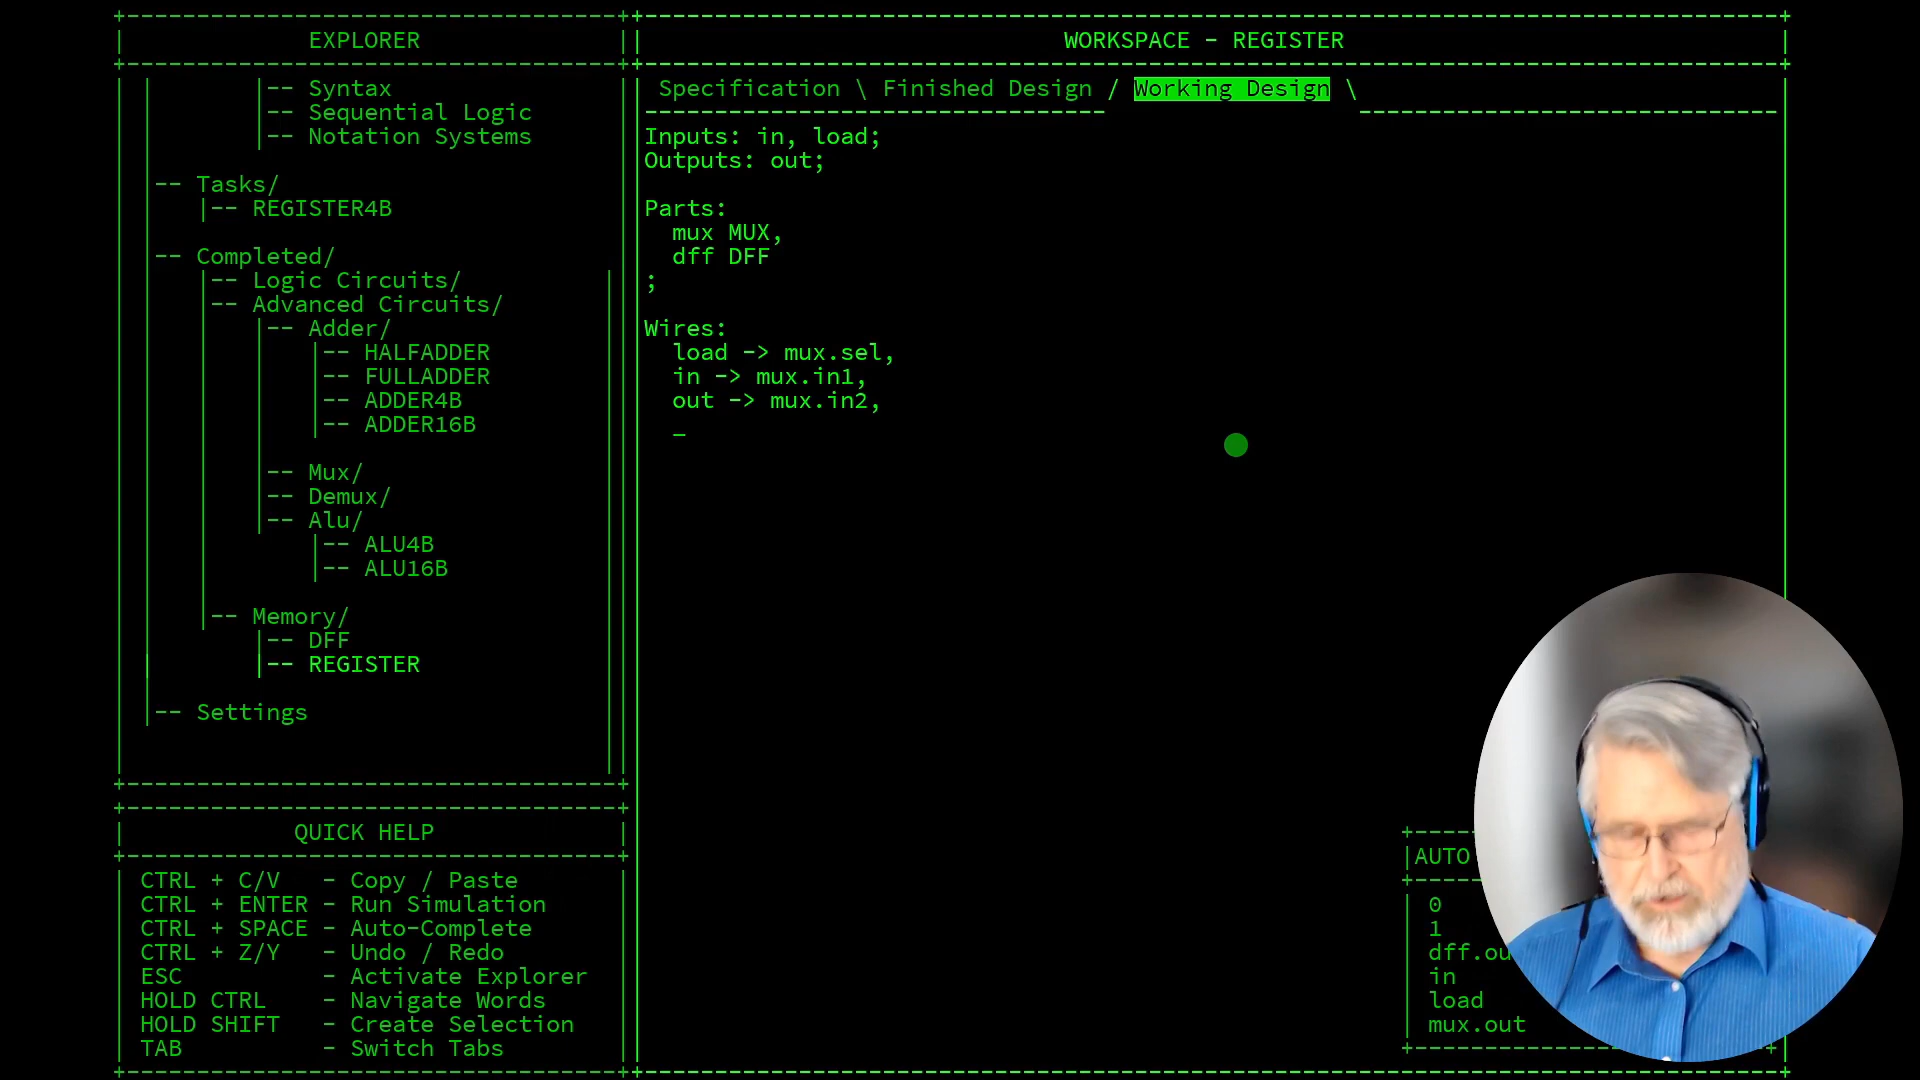 EXPLORER
|-- Syntax
|-- Sequential Logic
|-- Notation Systems
|-- Tasks/
|-- REGISTER4B
|-- Completed/
|-- Logic Circuits/
|-- Advanced Circuits/
|-- Adder/
|-- HALFADDER
|-- FULLADDER
|-- ADDER4B
|-- ADDER16B
|-- Mux/
|-- Demux/
|-- Alu/
|-- ALU4B
|-- ALU16B
|-- Memory/
|-- DFF
|-- REGISTER
|-- Settings
QUICK HELP
CTRL + C/V - Copy / Paste
CTRL + ENTER - Run Simulation
CTRL + SPACE - Auto-Complete
CTRL + Z/Y - Undo / Redo
ESC - Activate Explorer
HOLD CTRL - Navigate Words
HOLD SHIFT - Create Selection
TAB - Switch Tabs
WORKSPACE - REGISTER
Specification \ Finished Design / Working Design \
Inputs: in, load;
Outputs: out;
Parts:
mux MUX,
dff DFF
;
Wires:
load -> mux.sel,
in -> mux.in1,
out -> mux.in2,
_
AUTO
0
1
dff.ou
in
load
mux.out